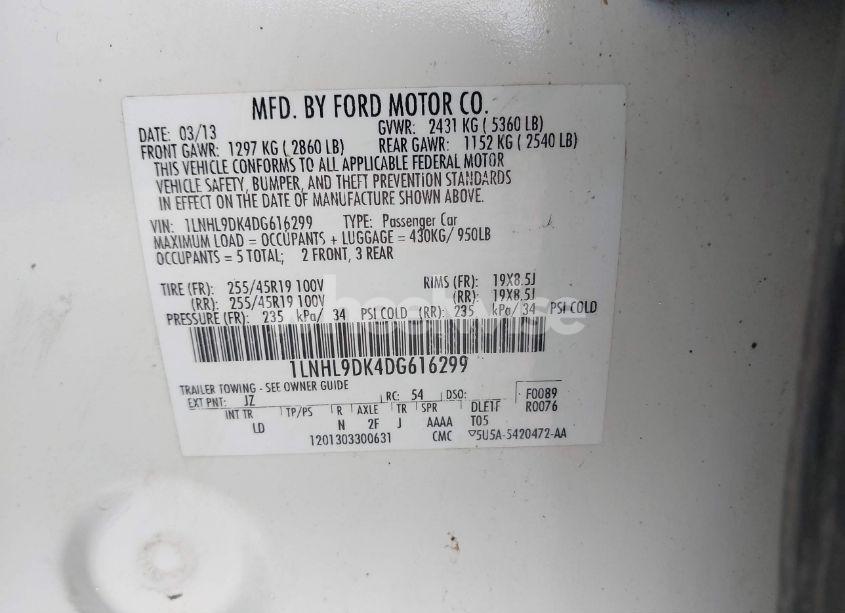 MFD. BY FORD MOTOR CO.
DATE: 03/13 GVWR: 2431 KG ( 5360 LB)
FRONT GAWR: 1297 KG ( 2860 LB) REAR GAWR: 1152 KG ( 2540 LB)
THIS VEHICLE CONFORMS TO ALL APPLICABLE FEDERAL MOTOR
VEHICLE SAFETY, BUMPER, AND THEFT PREVENTION STANDARDS
IN EFFECT ON THE DATE OF MANUFACTURE SHOWN ABOVE.
VIN: 1LNHL9DK4DG616299 TYPE: Passenger Car
MAXIMUM LOAD = OCCUPANTS + LUGGAGE = 430KG/ 950LB
OCCUPANTS = 5 TOTAL; 2 FRONT, 3 REAR
TIRE (FR): 255/45R19 100V RIMS (FR): 19X8.5J
(RR): 255/45R19 100V (RR): 19X8.5J
PRESSURE (FR): 235 kPa/ 34 PSI COLD (RR): 235 kPa/ 34 PSI COLD
1LNHL9DK4DG616299
TRAILER TOWING - SEE OWNER GUIDE
EXT PNT: JZ RC: 54 DSO: F0089
INT TR TP/PS R AXLE TR SPR DLE1F R0076
LD N 2F J AAAA T05
1201303300631 CMC 5U5A-5420472-AA